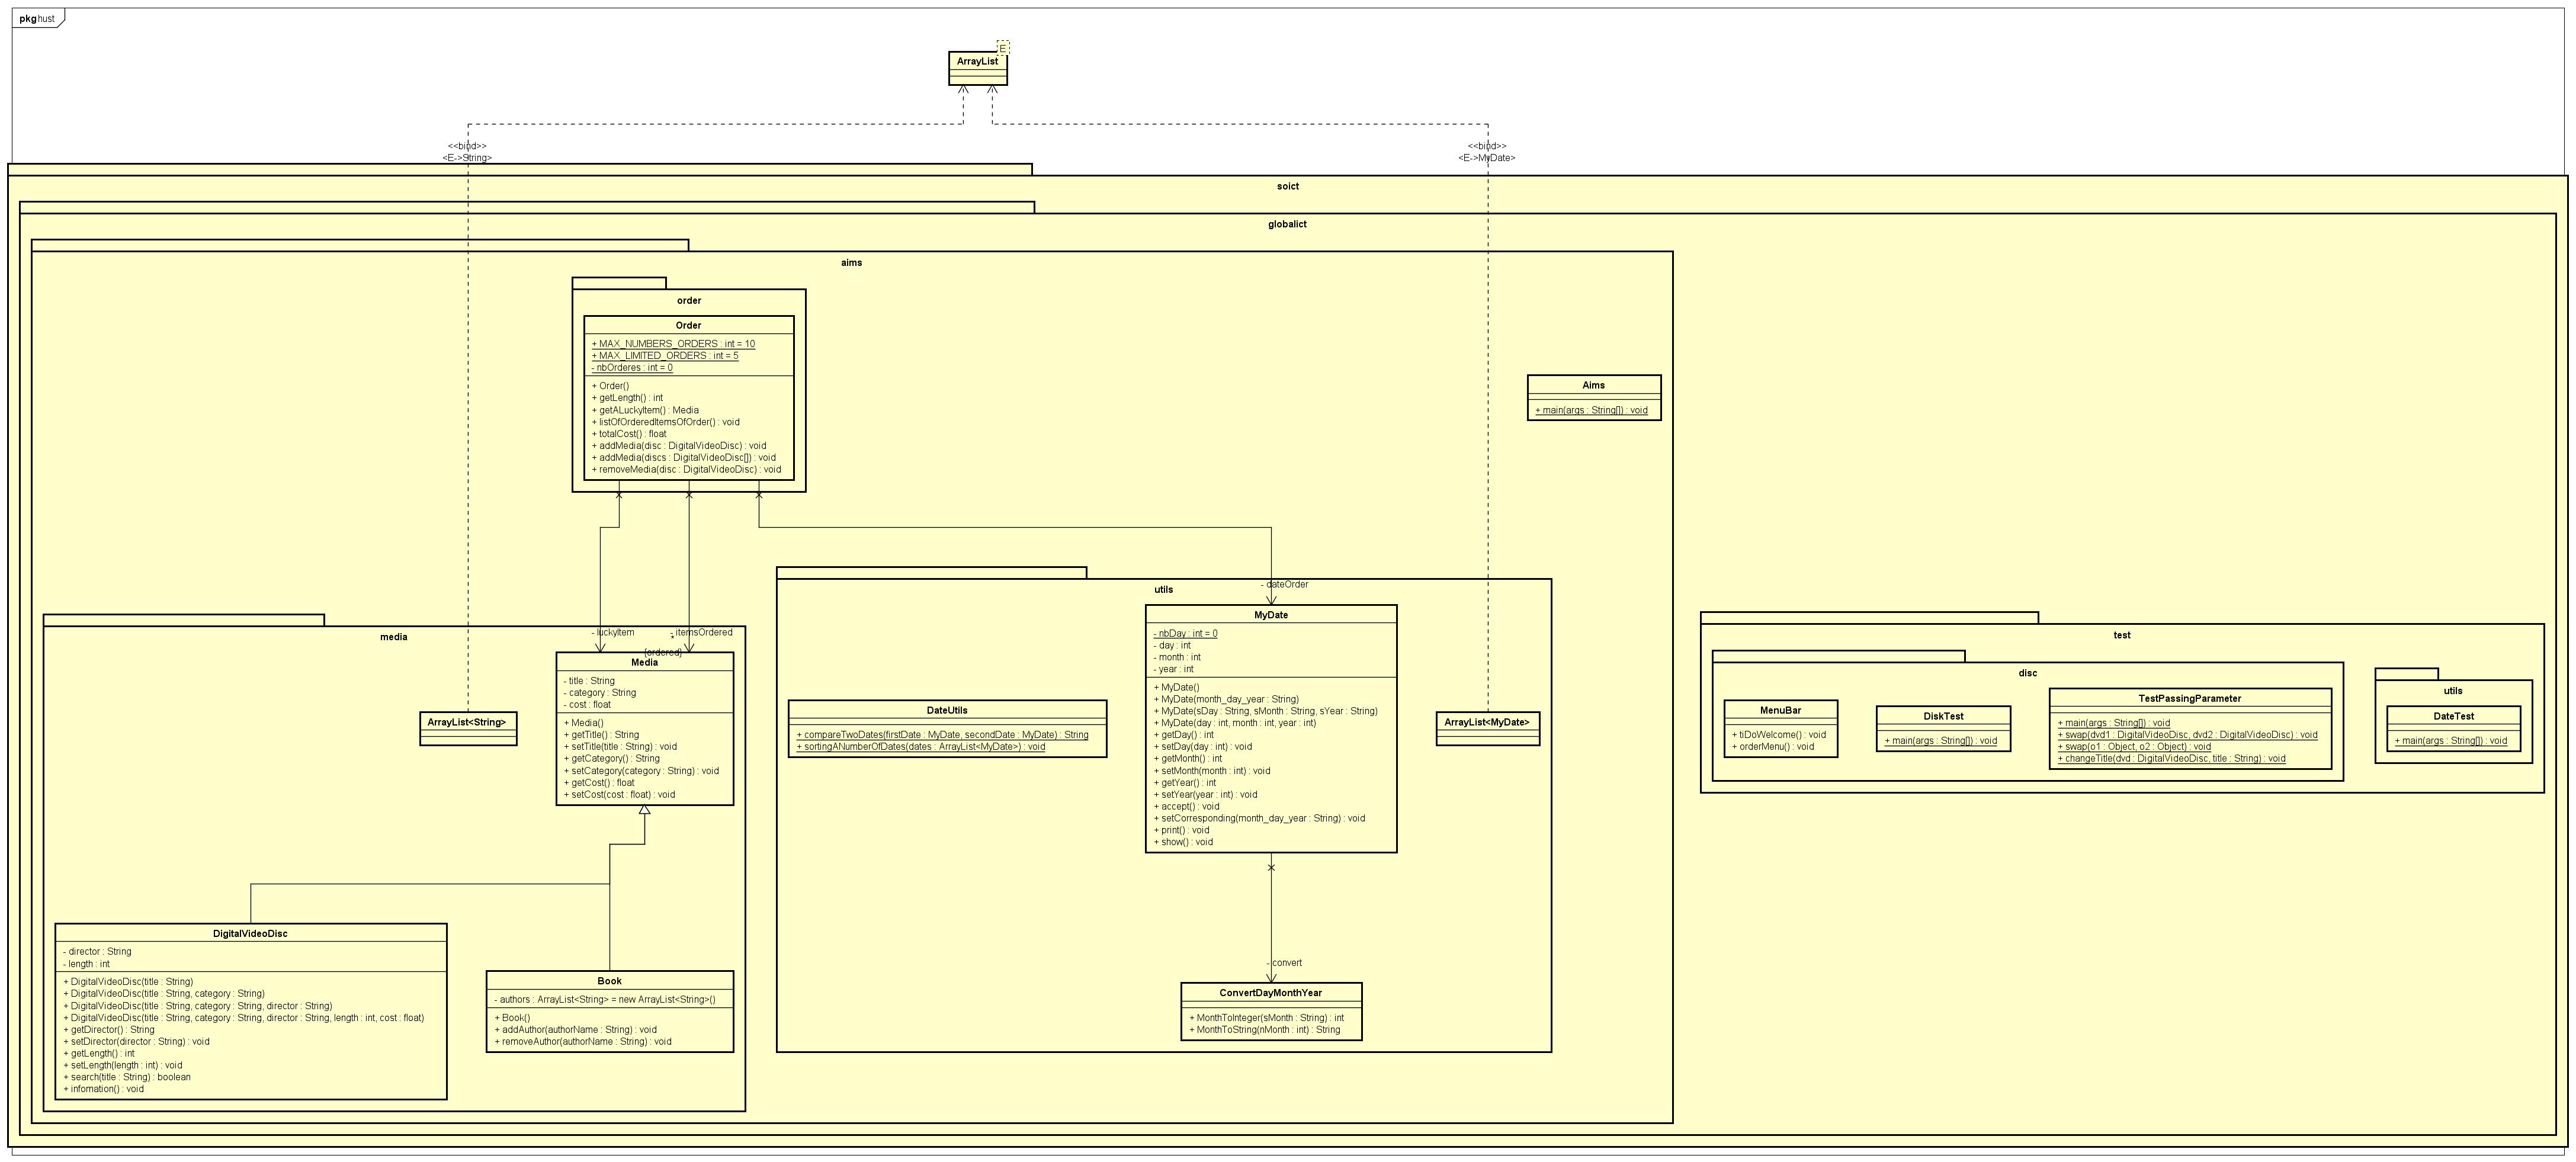 pkg hust
E
ArrayList
<<bind>>
<E->String>
<<bind>>
<E->MyDate>
soict
globalict
aims
order
Order
+ MAX_NUMBERS_ORDERS : int = 10
+ MAX_LIMITED_ORDERS : int = 5
- nbOrderes : int = 0
+ Order()
+ getLength() : int
+ getALuckyItem() : Media
+ listOfOrderedItemsOfOrder() : void
+ totalCost() : float
+ addMedia(disc : DigitalVideoDisc) : void
+ addMedia(discs : DigitalVideoDisc[]) : void
+ removeMedia(disc : DigitalVideoDisc) : void
Aims
+ main(args : String[]) : void
- luckyItem
- itemsOrdered
*
{ordered}
- dateOrder
media
Media
- title : String
- category : String
- cost : float
+ Media()
+ getTitle() : String
+ setTitle(title : String) : void
+ getCategory() : String
+ setCategory(category : String) : void
+ getCost() : float
+ setCost(cost : float) : void
ArrayList<String>
DigitalVideoDisc
- director : String
- length : int
+ DigitalVideoDisc(title : String)
+ DigitalVideoDisc(title : String, category : String)
+ DigitalVideoDisc(title : String, category : String, director : String)
+ DigitalVideoDisc(title : String, category : String, director : String, length : int, cost : float)
+ getDirector() : String
+ setDirector(director : String) : void
+ getLength() : int
+ setLength(length : int) : void
+ search(title : String) : boolean
+ infomation() : void
Book
- authors : ArrayList<String> = new ArrayList<String>()
+ Book()
+ addAuthor(authorName : String) : void
+ removeAuthor(authorName : String) : void
utils
DateUtils
+ compareTwoDates(firstDate : MyDate, secondDate : MyDate) : String
+ sortingANumberOfDates(dates : ArrayList<MyDate>) : void
MyDate
- nbDay : int = 0
- day : int
- month : int
- year : int
+ MyDate()
+ MyDate(month_day_year : String)
+ MyDate(sDay : String, sMonth : String, sYear : String)
+ MyDate(day : int, month : int, year : int)
+ getDay() : int
+ setDay(day : int) : void
+ getMonth() : int
+ setMonth(month : int) : void
+ getYear() : int
+ setYear(year : int) : void
+ accept() : void
+ setCorresponding(month_day_year : String) : void
+ print() : void
+ show() : void
ArrayList<MyDate>
- convert
ConvertDayMonthYear
+ MonthToInteger(sMonth : String) : int
+ MonthToString(nMonth : int) : String
test
disc
MenuBar
+ tiDoWelcome() : void
+ orderMenu() : void
DiskTest
+ main(args : String[]) : void
TestPassingParameter
+ main(args : String[]) : void
+ swap(dvd1 : DigitalVideoDisc, dvd2 : DigitalVideoDisc) : void
+ swap(o1 : Object, o2 : Object) : void
+ changeTitle(dvd : DigitalVideoDisc, title : String) : void
utils
DateTest
+ main(args : String[]) : void